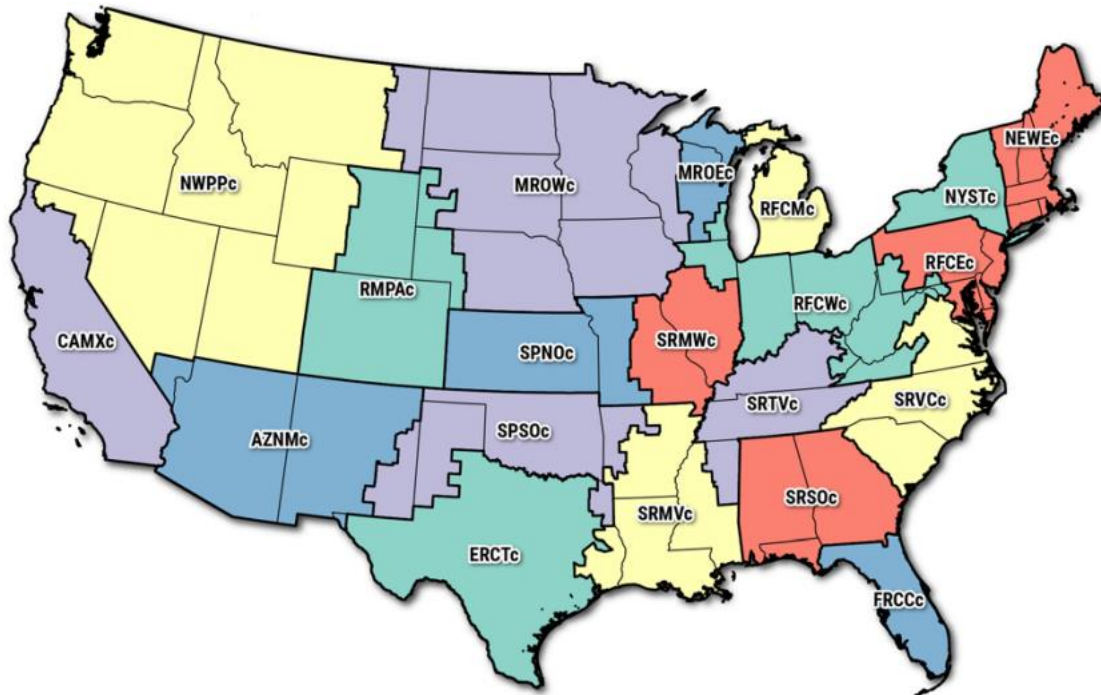 NEWEc
MROEc
NWPPc
MROWc
NYSTc
RFCMc
RFCEc
RMPAc
RFCWc
CAMXc
SRMWc
SPNOc
SRTVc
SRVCc
SPSOc
AZNMc
SRSOc
SRMVc
ERCTc
FRCCc